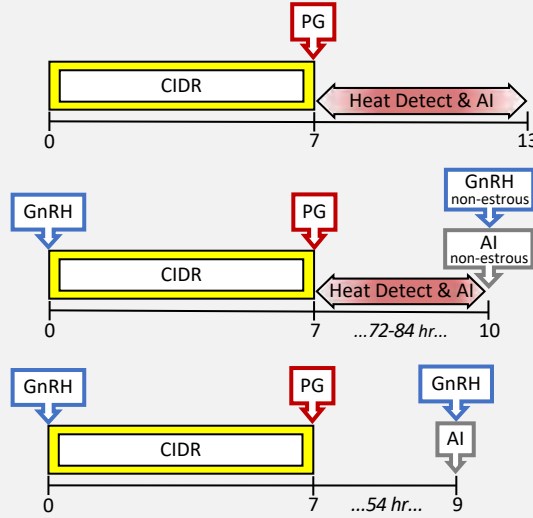 PG
CIDR
Heat Detect & AI
0
7
13
GnRH
PG
GnRH
non-estrous
AI
non-estrous
CIDR
Heat Detect & AI
0
7
...72-84 hr...
10
GnRH
PG
GnRH
CIDR
AI
0
7
...54 hr...
9